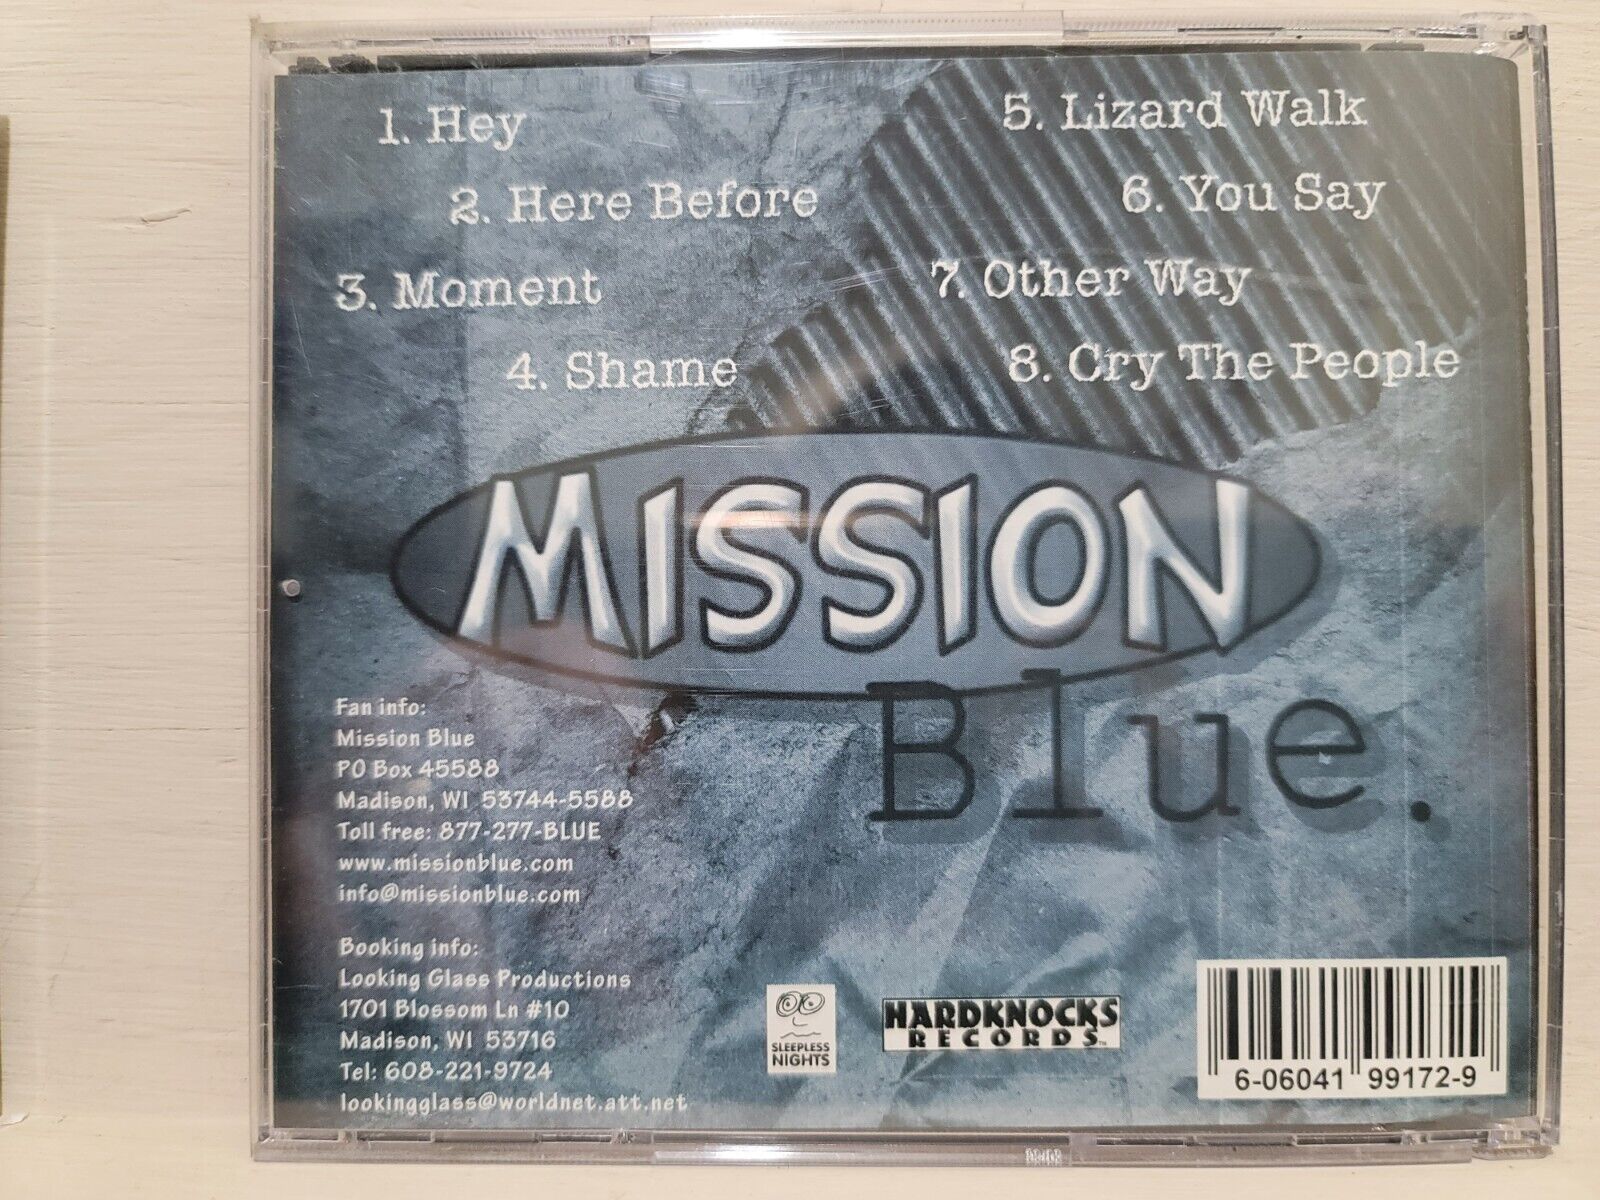 1. Hey
2. Here Before
3. Moment
4. Shame
5. Lizard Walk
6. You Say
7. Other Way
8. Cry The People
MISSION
Blue.
Fan info:
Mission Blue
PO Box 45588
Madison, WI 53744-5588
Toll free: 877-277-BLUE
www.missionblue.com
info@missionblue.com
Booking info:
Looking Glass Productions
1701 Blossom Ln #10
Madison, WI 53716
Tel: 608-221-9724
lookingglass@worldnet.att.net
SLEEPLESS
NIGHTS
HARDKNOCKS
RECORDS™
6-06041 99172-9